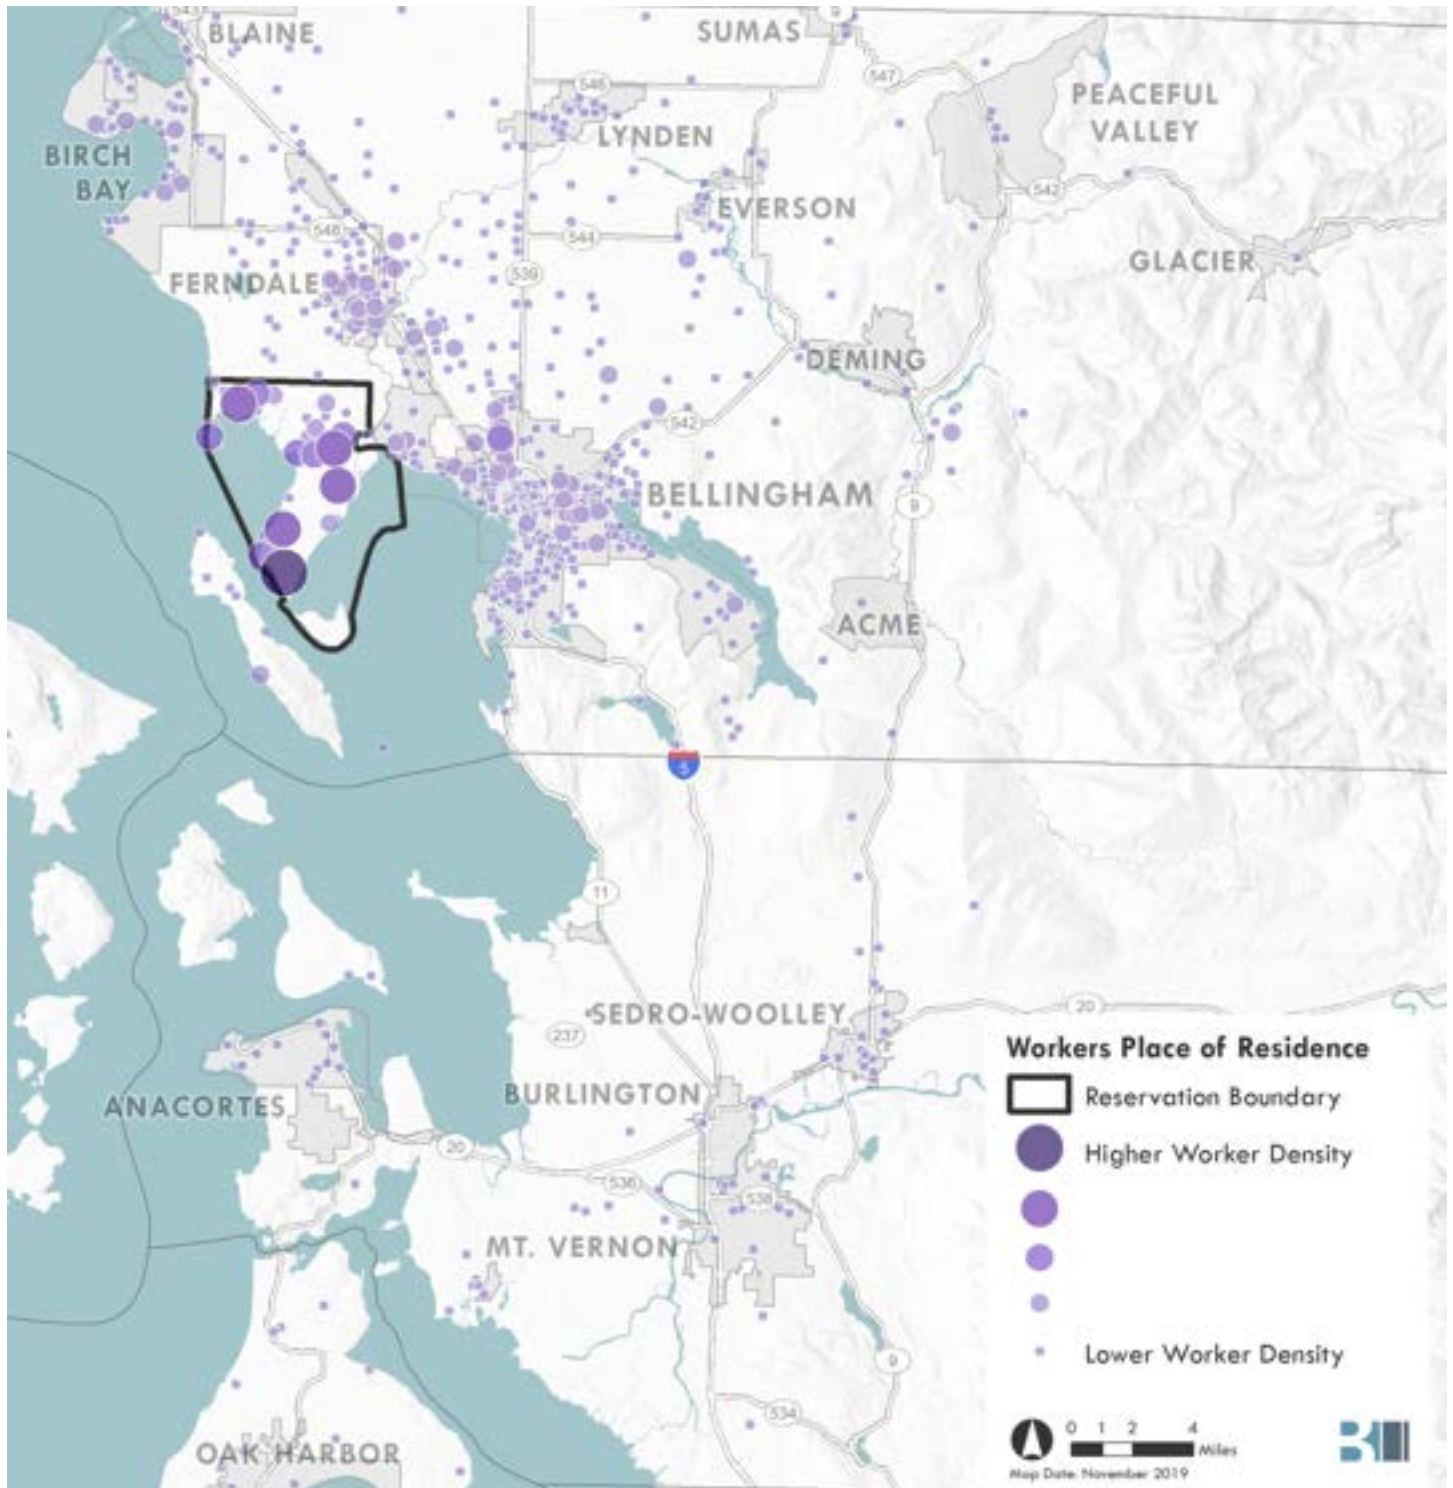 BLAINE
SUMAS
9
547
546
PEACEFUL
VALLEY
LYNDEN
BIRCH
BAY
542
EVERSON
548
544
GLACIER
539
FERNDALE
DEMING
542
BELLINGHAM
9
ACME
5
11
SEDRO-WOOLLEY
20
237
BURLINGTON
ANACORTES
20
536
538
MT. VERNON
9
534
OAK HARBOR
Workers Place of Residence
Reservation Boundary
Higher Worker Density
Lower Worker Density
0 1 2 4
Miles
Map Date: November 2019